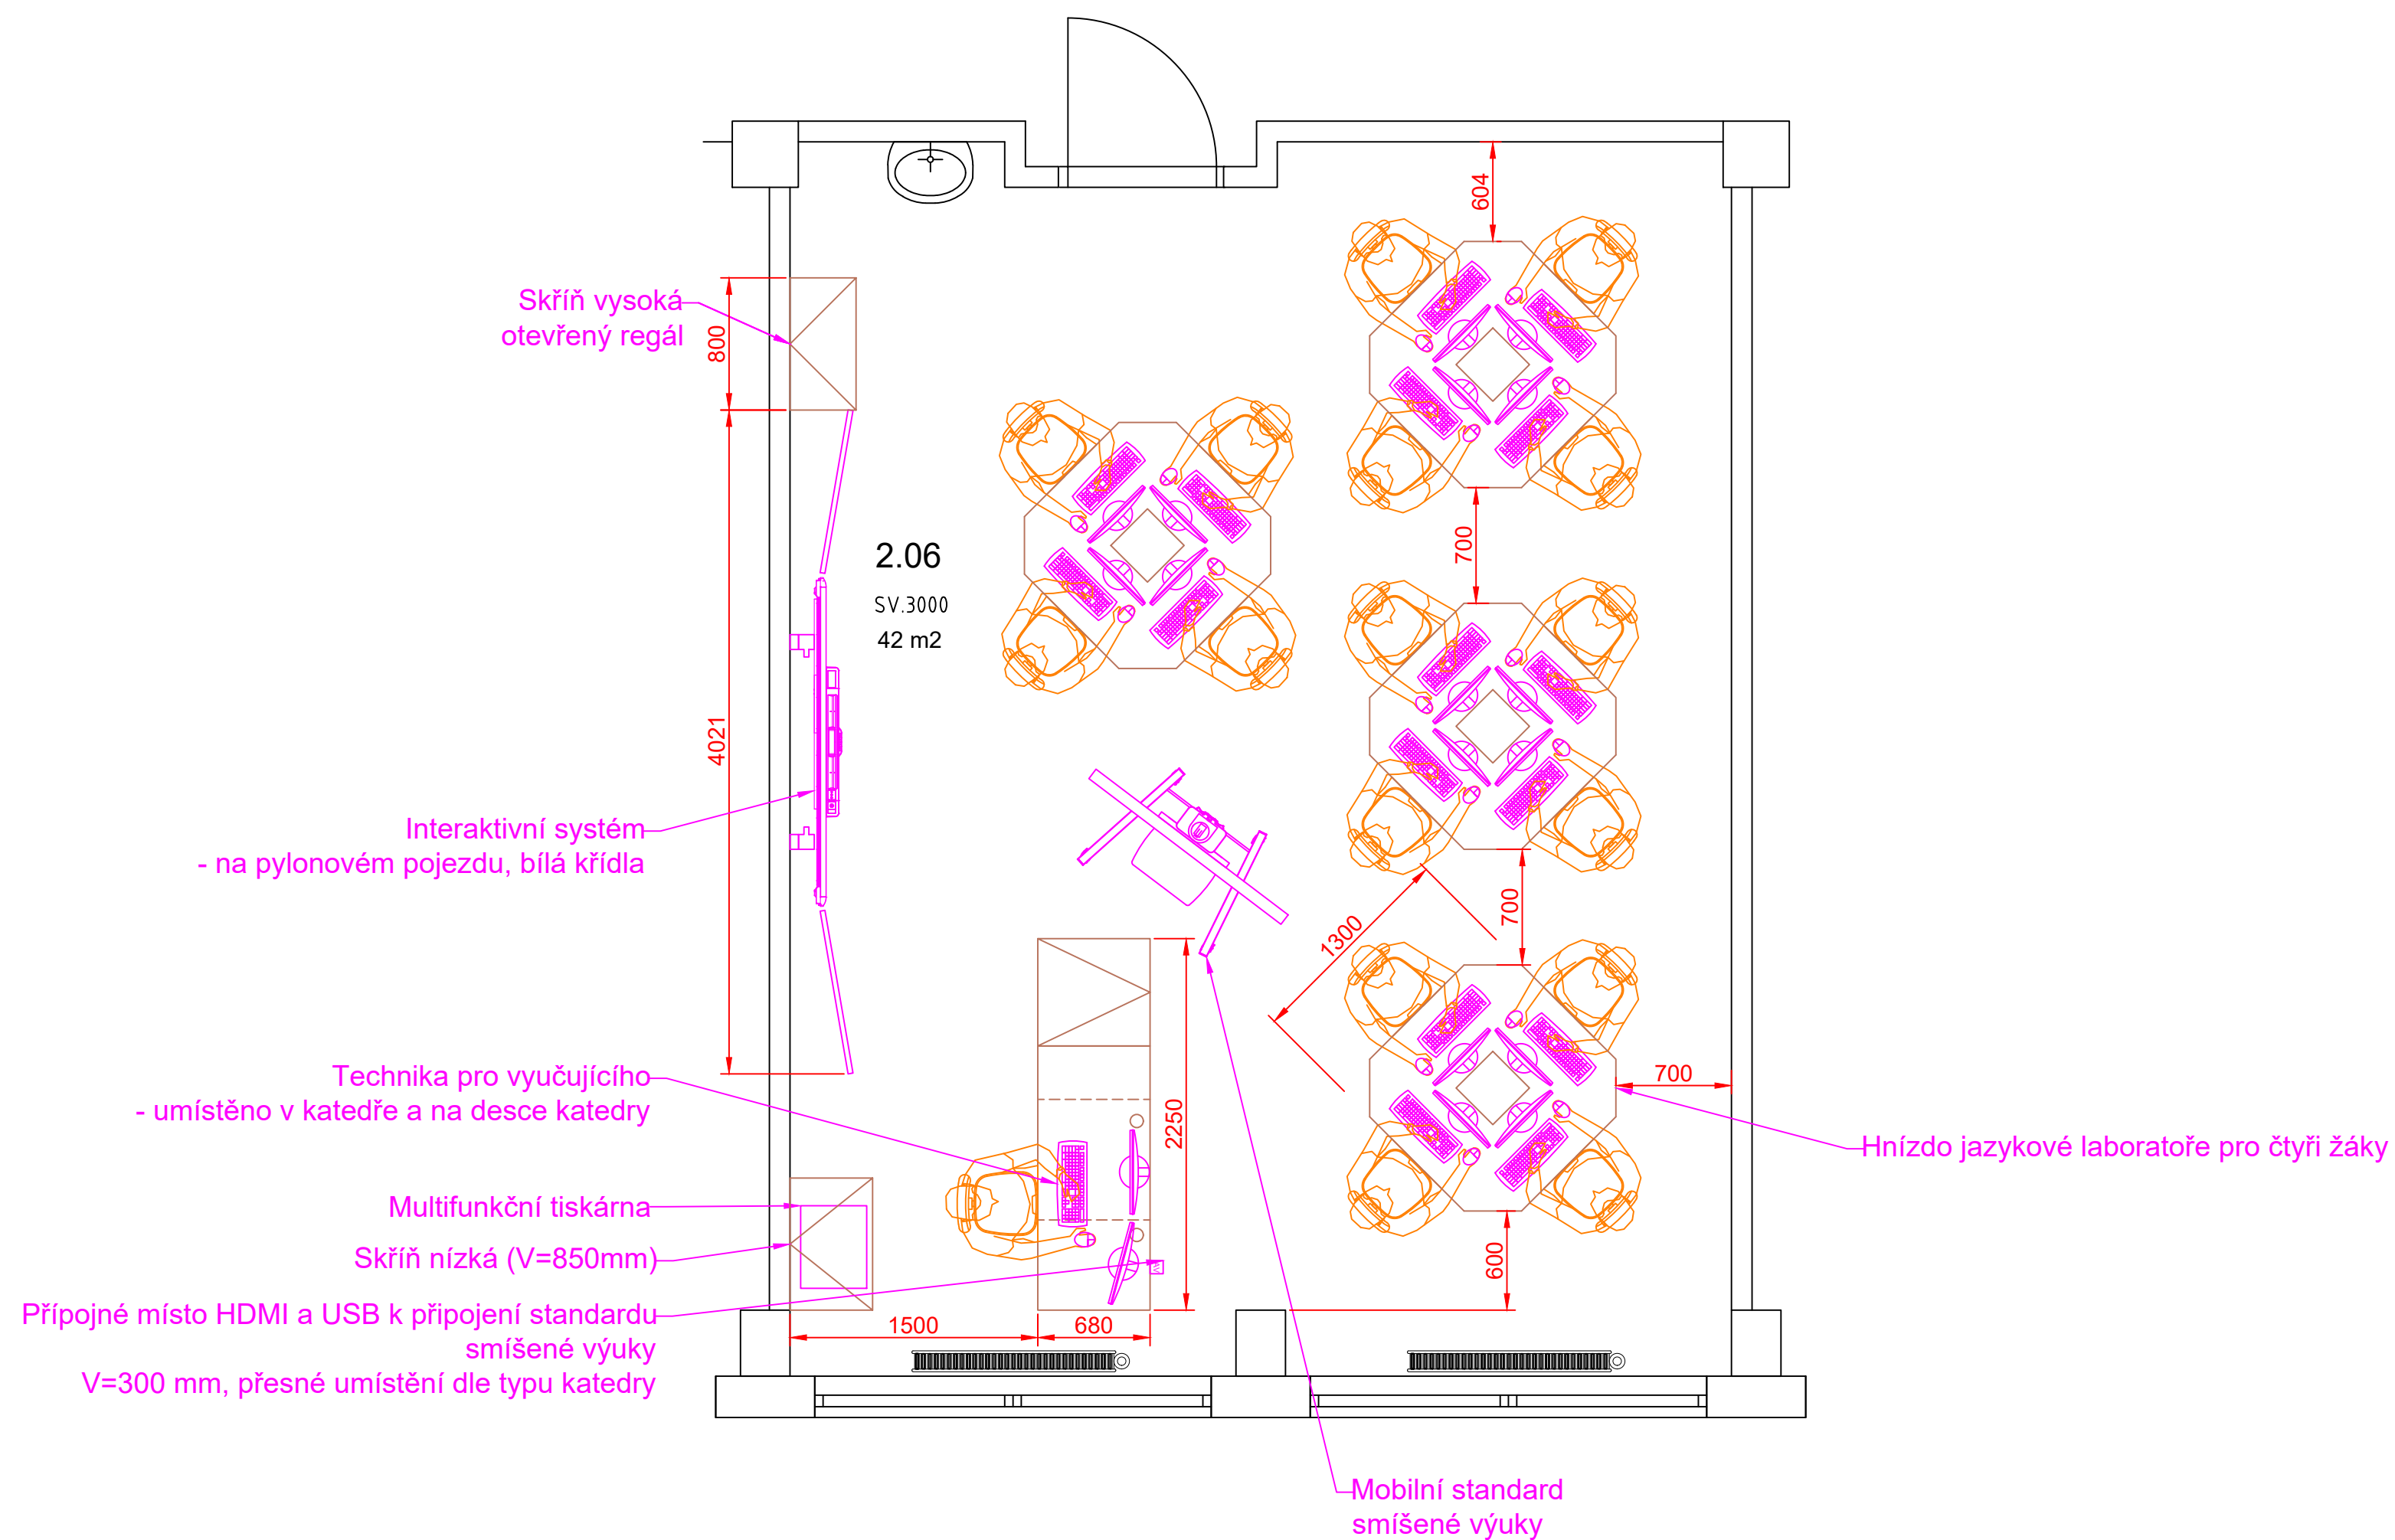 604
Skříň vysoká
otevřený regál
800
700
2.06
SV.3000
42 m2
4021
Interaktivní systém
- na pylonovém pojezdu, bílá křídla
700
1300
Technika pro vyučujícího
- umístěno v katedře a na desce katedry
700
2250
Hnízdo jazykové laboratoře pro čtyři žáky
Multifunkční tiskárna
Skříň nízká (V=850mm)
600
Přípojné místo HDMI a USB k připojení standardu
smíšené výuky
V=300 mm, přesné umístění dle typu katedry
1500
680
Mobilní standard
smíšené výuky